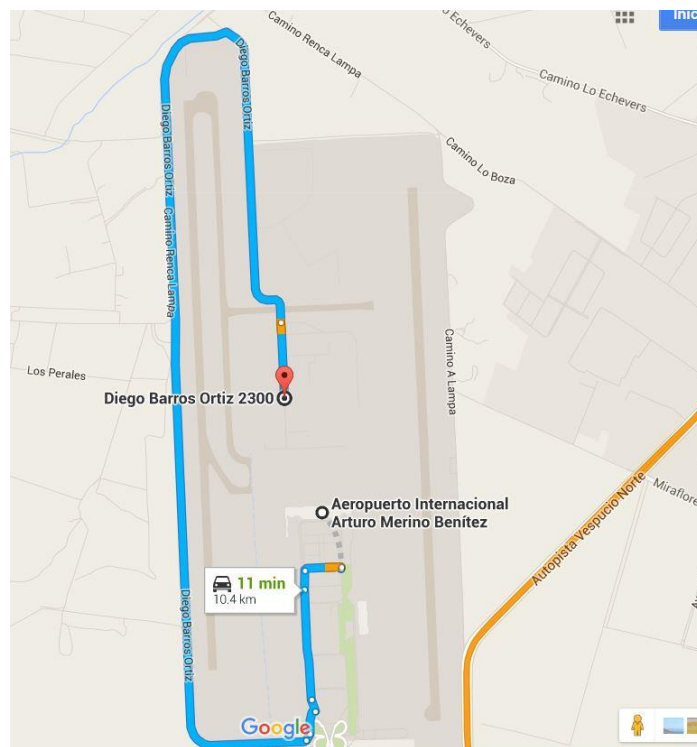 Inic
Camino Renca Lampa
Lo Echevers
Camino Lo Echevers
Diego Barros Ortiz
Camino Lo Boza
Diego Barros Ortiz
Camino Renca Lampa
Camino A Lampa
Los Perales
Diego Barros Ortiz 2300
Miraflore
Autopista Vespucio Norte
Aeropuerto Internacional
Arturo Merino Benítez
11 min
10.4 km
Diego Barros Ortiz
Google